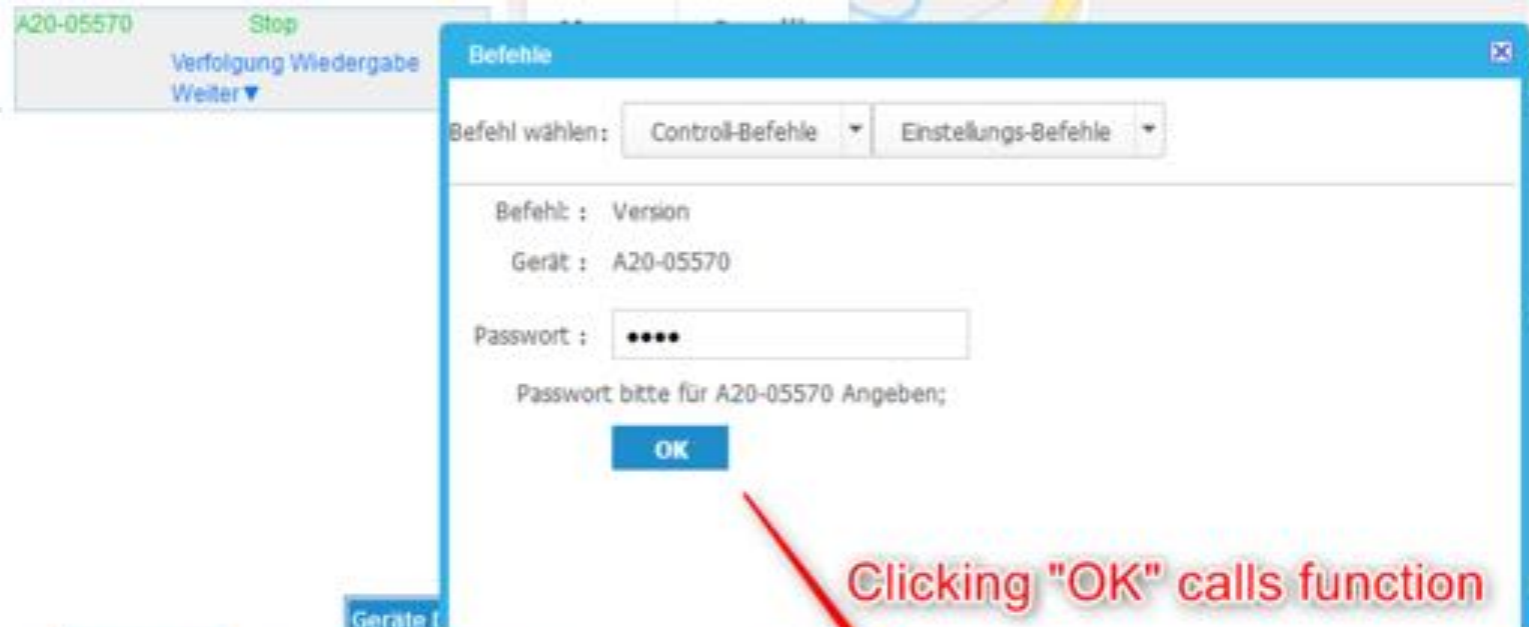 A20-05570 Stop
Verfolgung Wiedergabe
Weiter▼
Befehle
Befehl wählen: Controll-Befehle Einstellungs-Befehle
Befehl: Version
Gerät : A20-05570
Passwort : ••••
Passwort bitte für A20-05570 Angeben;
OK
Clicking "OK" calls function
Geräte